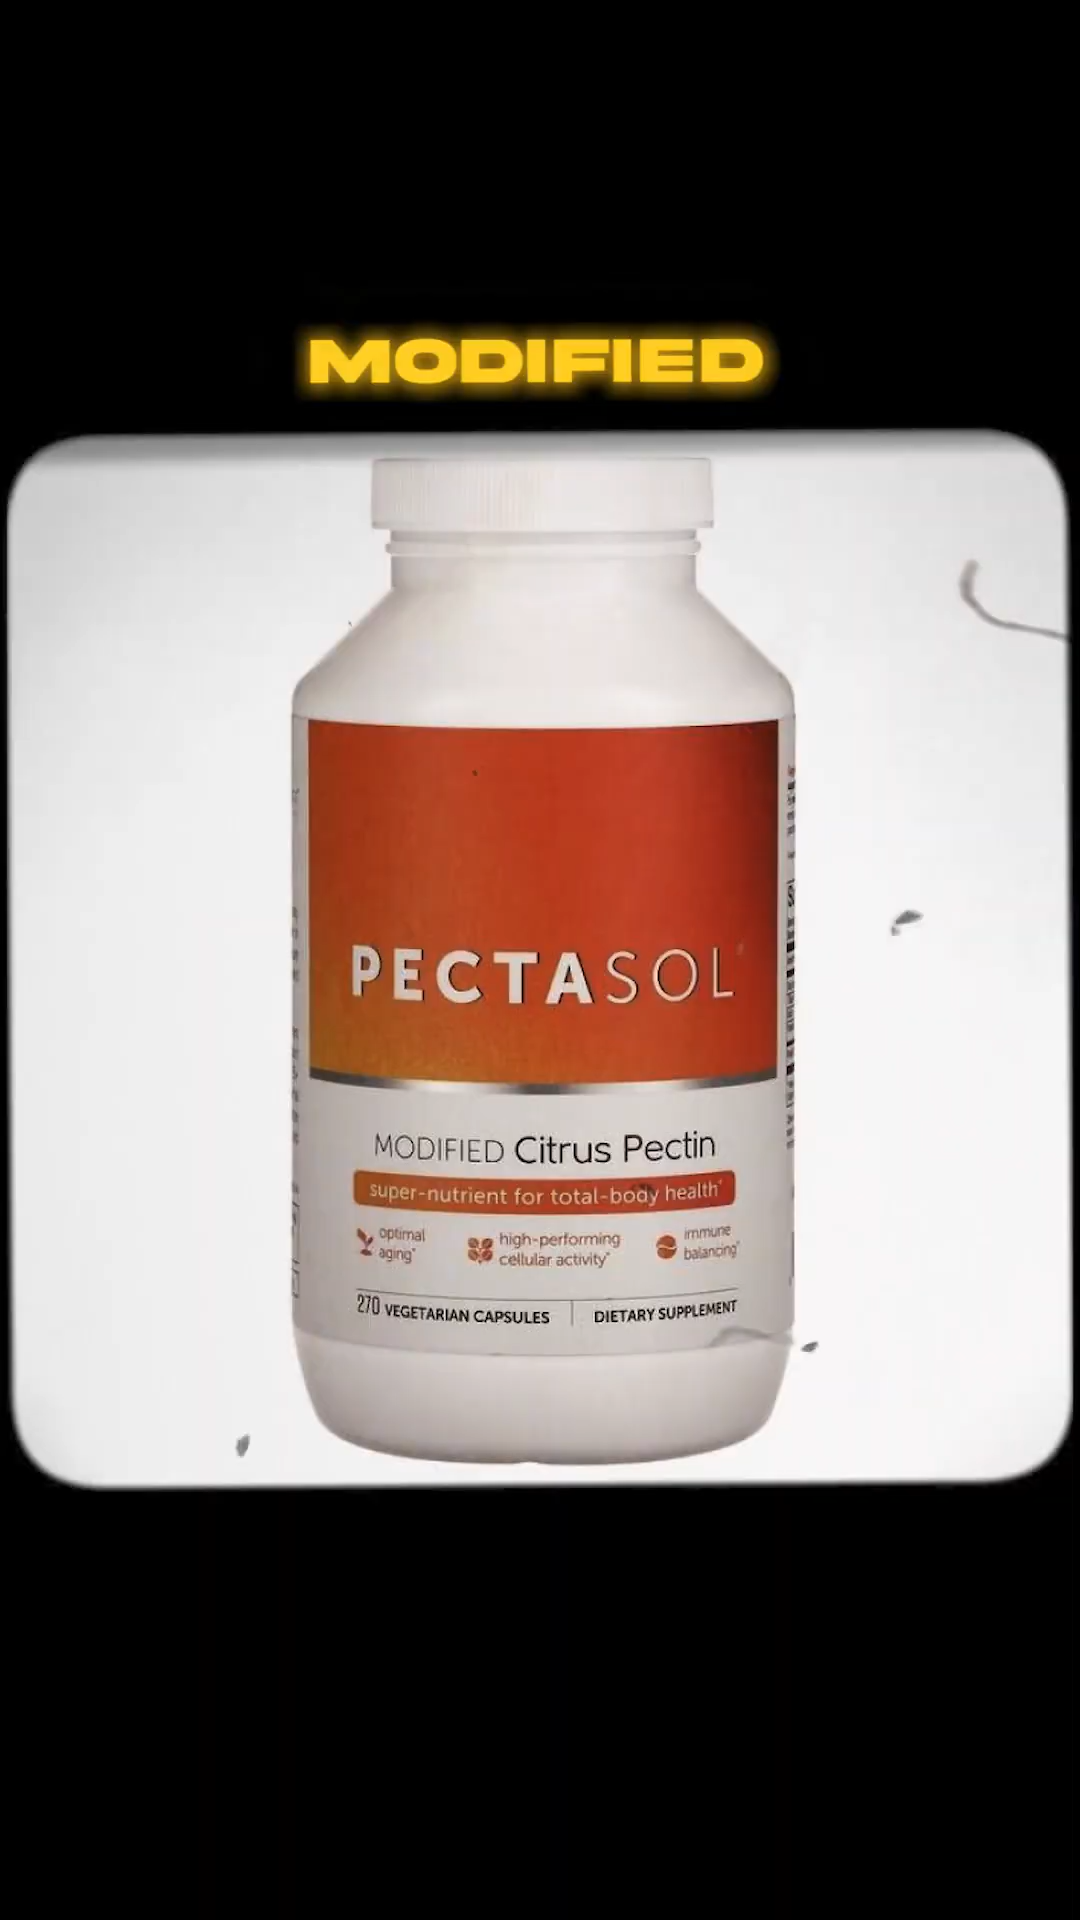 MODIFIED
PECTASOL
MODIFIED Citrus Pectin
super-nutrient for total-body health*
optimal
aging*
high-performing
cellular activity*
immune
balancing*
270 VEGETARIAN CAPSULES | DIETARY SUPPLEMENT